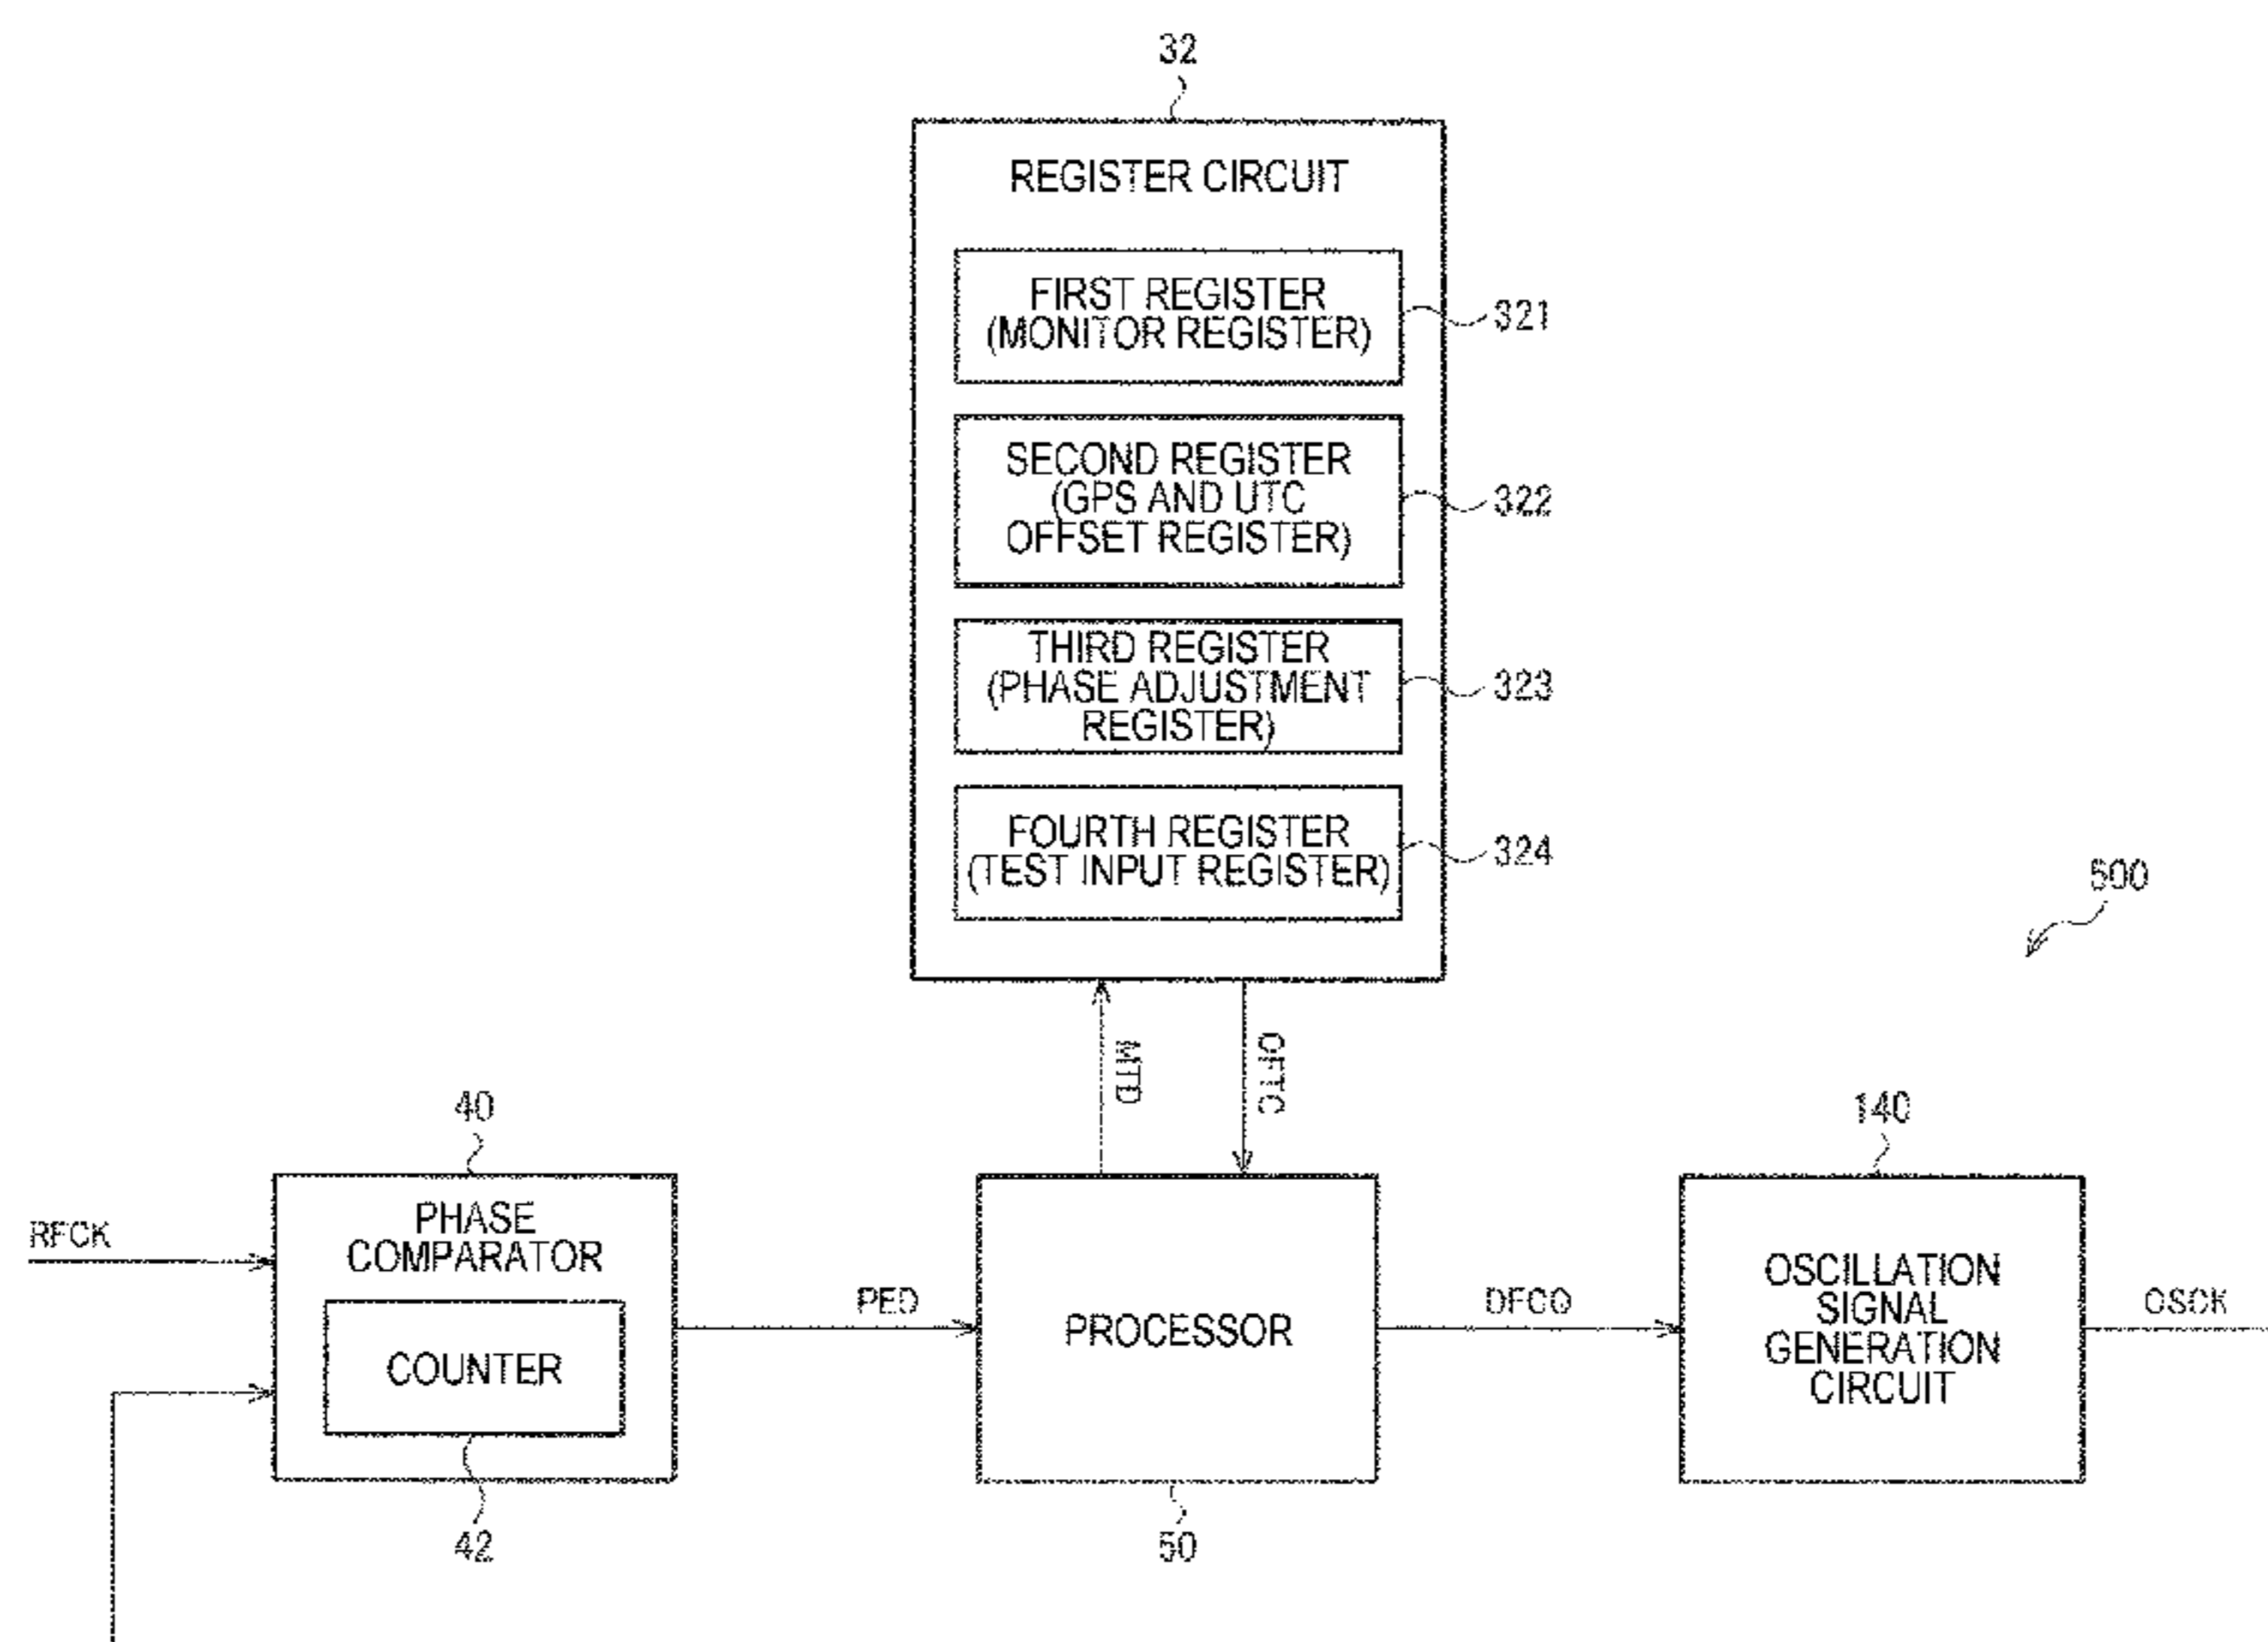 32
REGISTER CIRCUIT
FIRST REGISTER
(MONITOR REGISTER)
321
SECOND REGISTER
(GPS AND UTC
OFFSET REGISTER)
322
THIRD REGISTER
(PHASE ADJUSTMENT
REGISTER)
323
FOURTH REGISTER
(TEST INPUT REGISTER)
324
500
MTD
OFTC
40
140
RFCK
PHASE
COMPARATOR
COUNTER
42
PED
PROCESSOR
50
DFCQ
OSCILLATION
SIGNAL
GENERATION
CIRCUIT
OSCK